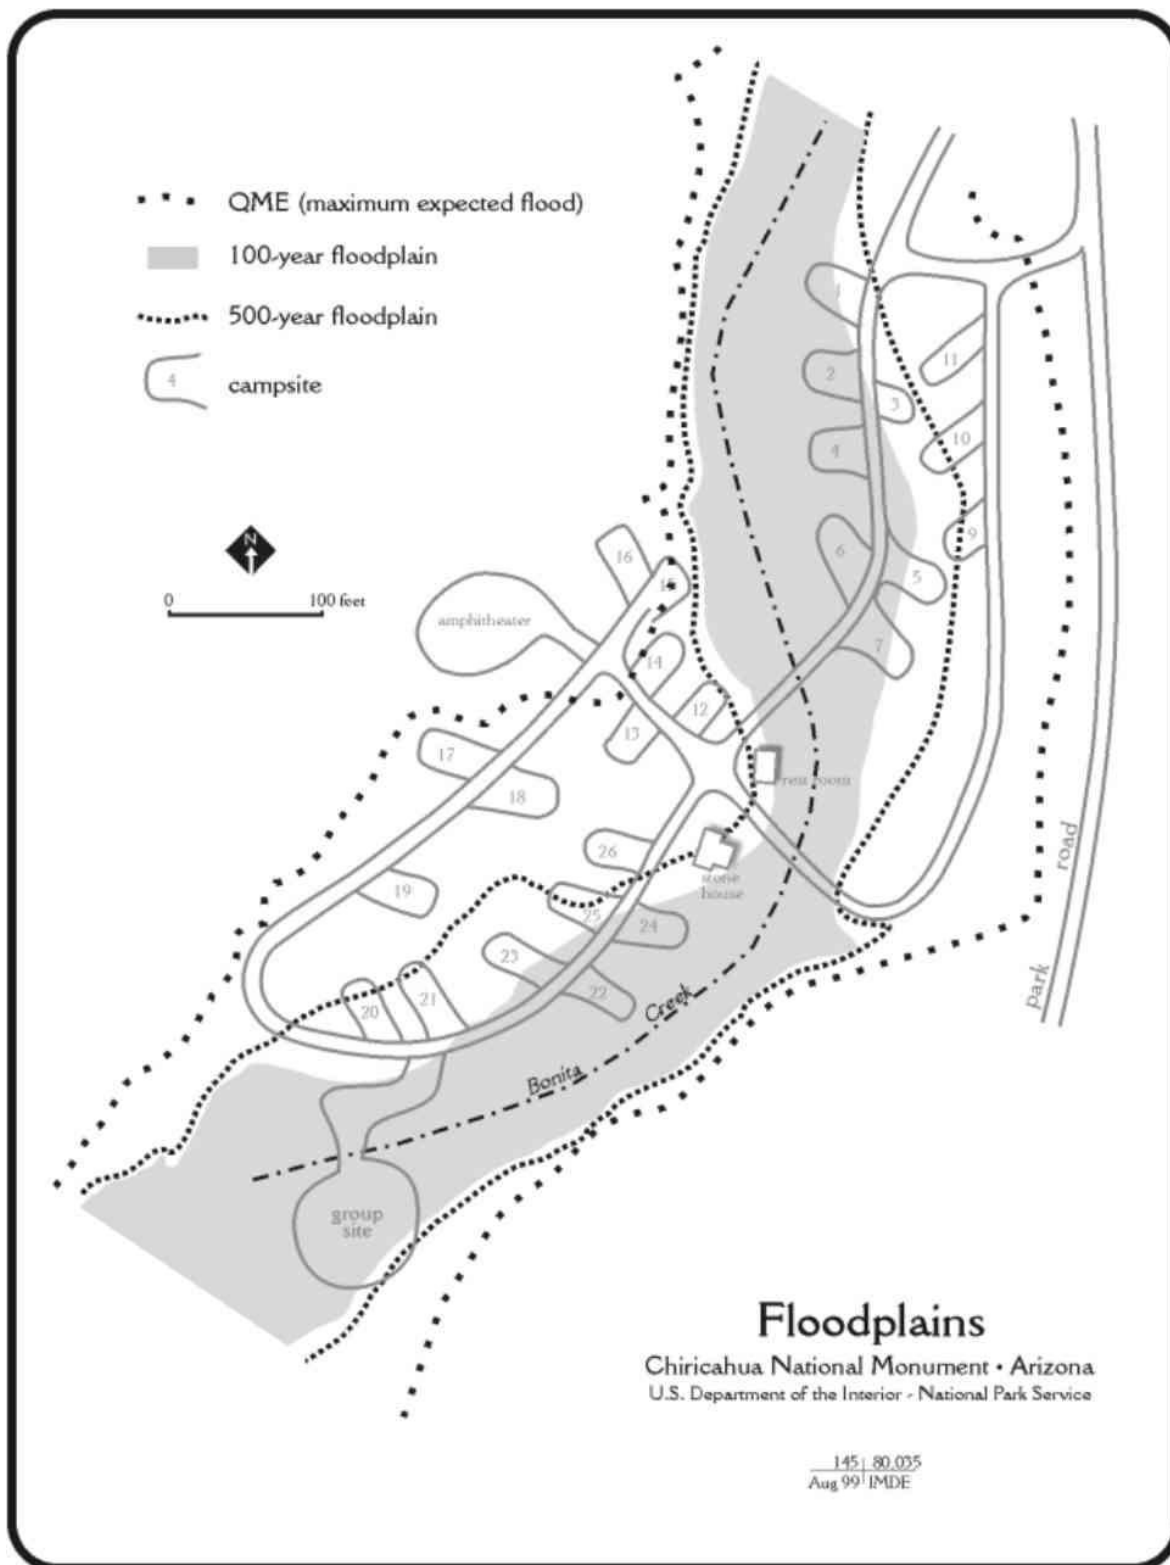 QME (maximum expected flood)
100-year floodplain
500-year floodplain
4
campsite
N
0
100 feet
1
2
3
4
5
6
7
9
10
11
12
13
14
15
16
amphitheater
17
18
19
20
21
22
23
24
25
26
rest room
stone
house
Bonita
Creek
park
road
group
site
Floodplains
Chiricahua National Monument • Arizona
U.S. Department of the Interior - National Park Service
145 | 80,035
Aug 99 | IMDE